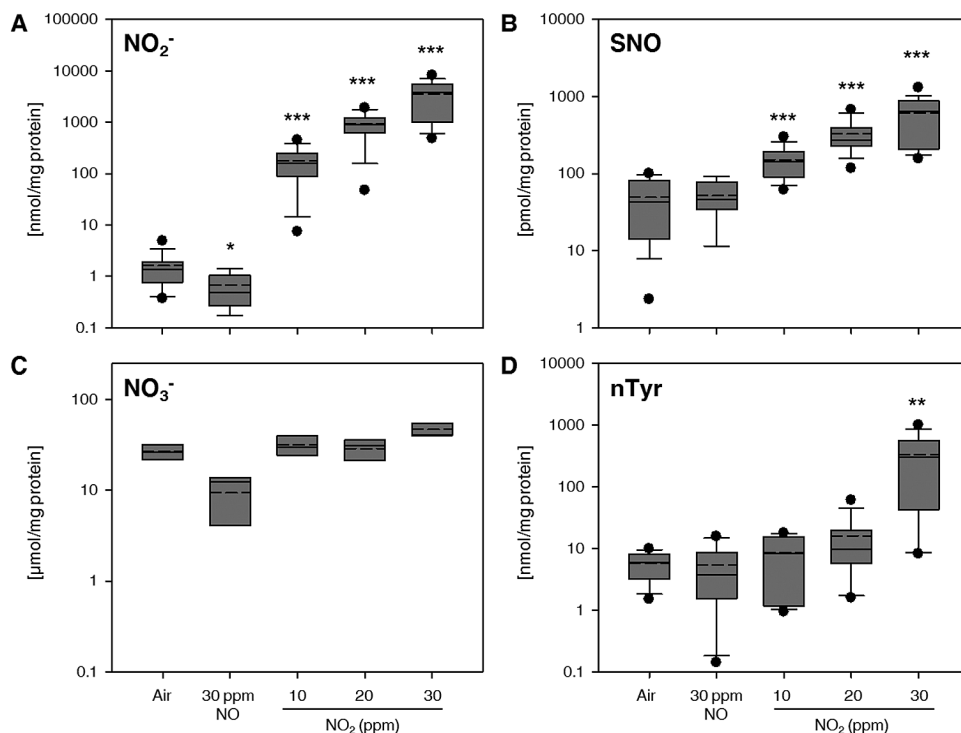 A
NO₂⁻
[nmol/mg protein]
100000
10000
1000
100
10
1
0.1
*
***
***
***
B
SNO
[pmol/mg protein]
10000
1000
100
10
1
***
***
***
C
NO₃⁻
[µmol/mg protein]
100
10
1
0.1
Air
30 ppm
NO
10
20
30
NO₂ (ppm)
D
nTyr
[nmol/mg protein]
10000
1000
100
10
1
0.1
**
Air
30 ppm
NO
10
20
30
NO₂ (ppm)